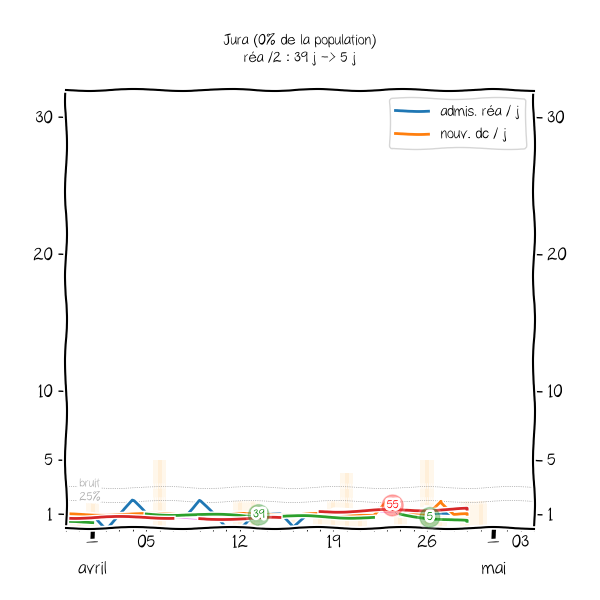 Jura (0% de la population)
réa /2 : 39 j -> 5 j
admis. réa / j
nouv. dc / j
30
30
20
20
10
10
5
5
bruit
25%
55
39
5
1
1
05
12
19
26
03
avril
mai